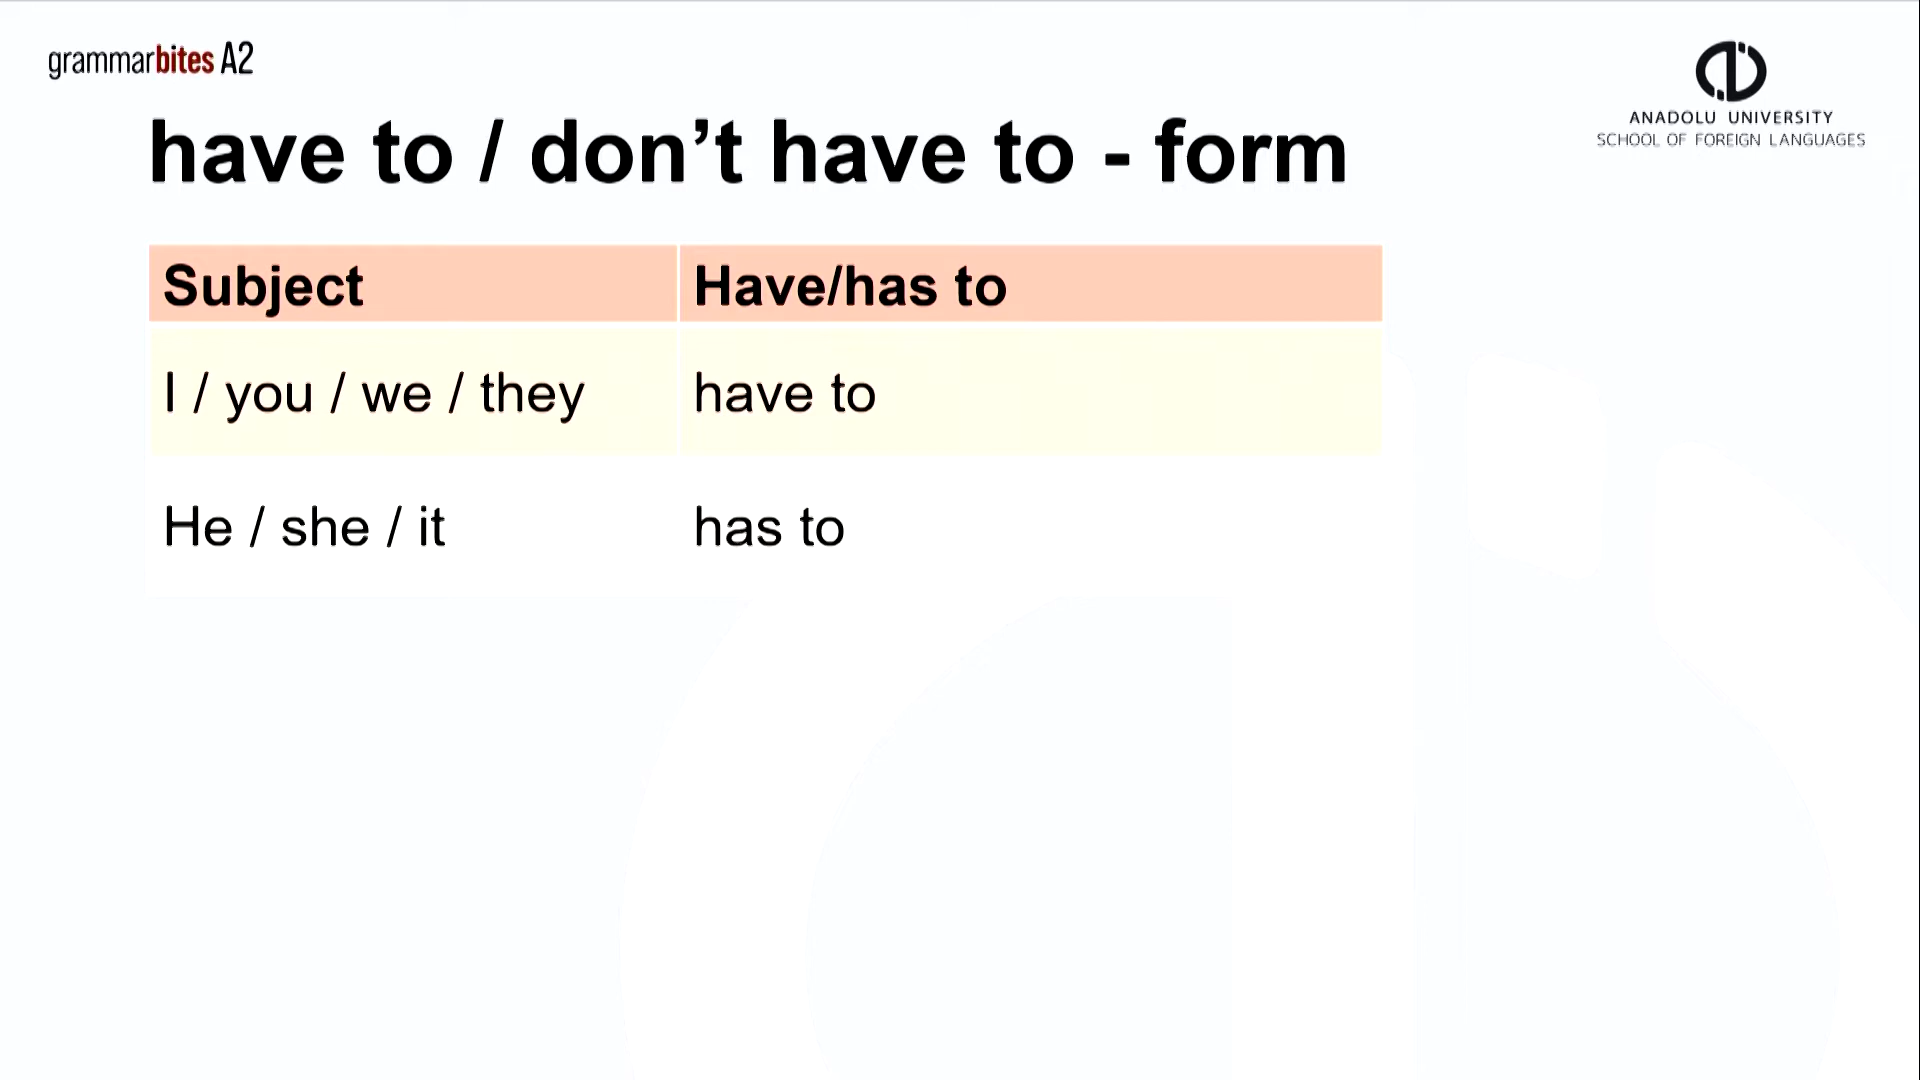 grammarbites A2
ANADOLU UNIVERSITY
SCHOOL OF FOREIGN LANGUAGES
have to / don’t have to - form
Subject Have/has to
I / you / we / they have to
He / she / it has to